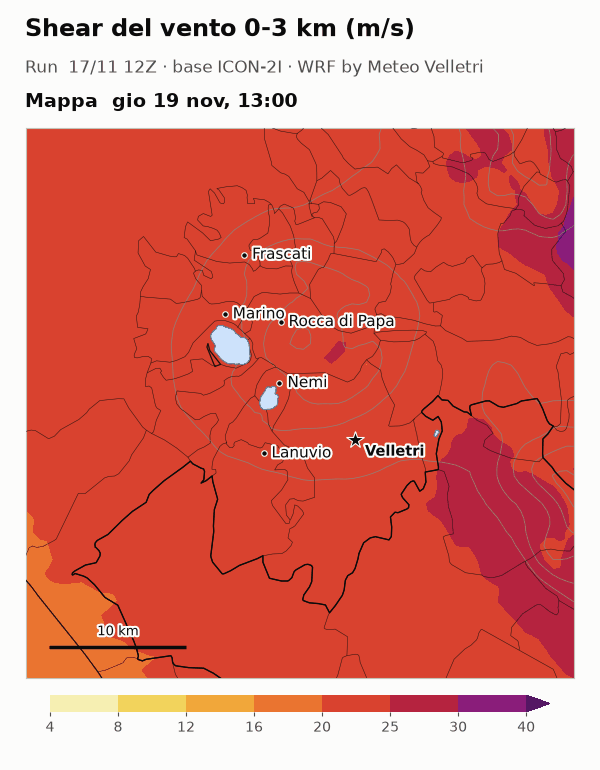 Shear del vento 0-3 km (m/s)
Run  17/11 12Z · base ICON-2I · WRF by Meteo Velletri
Mappa  gio 19 nov, 13:00
Frascati
Marino
Rocca di Papa
Nemi
Velletri
Lanuvio
10 km
4 8 12 16 20 25 30 40